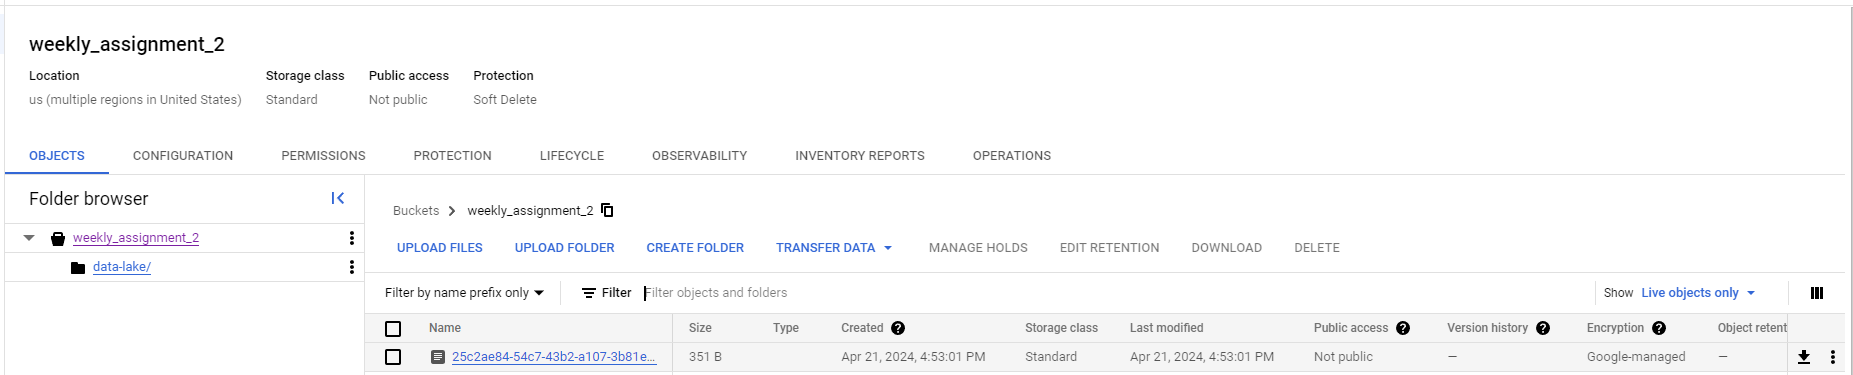 weekly_assignment_2
Location Storage class Public access Protection
us (multiple regions in United States) Standard Not public Soft Delete
OBJECTS CONFIGURATION PERMISSIONS PROTECTION LIFECYCLE OBSERVABILITY INVENTORY REPORTS OPERATIONS
Folder browser
weekly_assignment_2
data-lake/
Buckets weekly_assignment_2
UPLOAD FILES UPLOAD FOLDER CREATE FOLDER TRANSFER DATA MANAGE HOLDS EDIT RETENTION DOWNLOAD DELETE
Filter by name prefix only Filter Filter objects and folders Show Live objects only
Name Size Type Created Storage class Last modified Public access Version history Encryption Object retent
25c2ae84-54c7-43b2-a107-3b81e... 351 B Apr 21, 2024, 4:53:01 PM Standard Apr 21, 2024, 4:53:01 PM Not public — Google-managed —